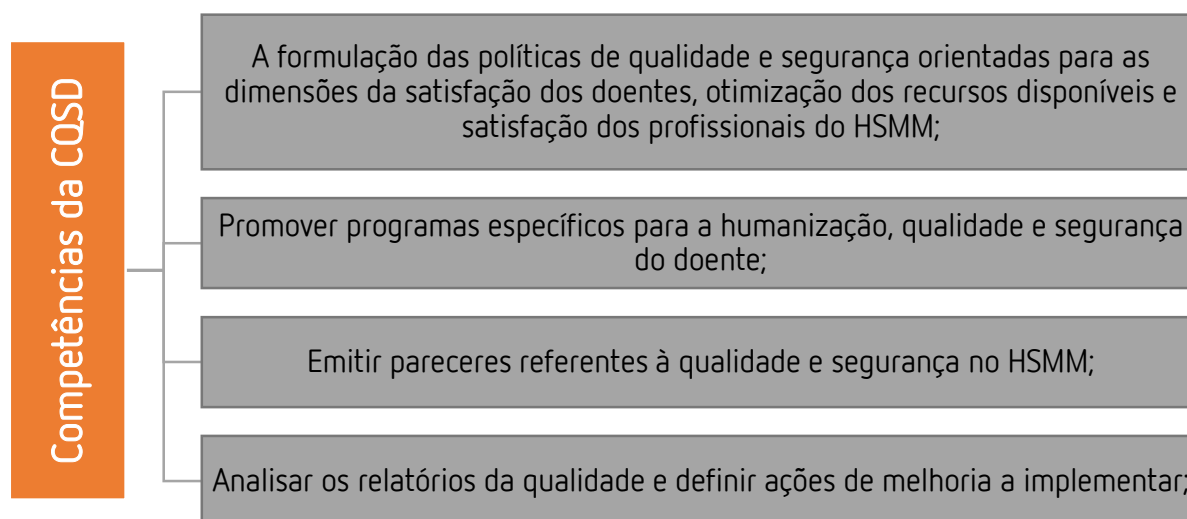 Competências da CQSD
A formulação das políticas de qualidade e segurança orientadas para as
dimensões da satisfação dos doentes, otimização dos recursos disponíveis e
satisfação dos profissionais do HSMM;
Promover programas específicos para a humanização, qualidade e segurança
do doente;
Emitir pareceres referentes à qualidade e segurança no HSMM;
Analisar os relatórios da qualidade e definir ações de melhoria a implementar;